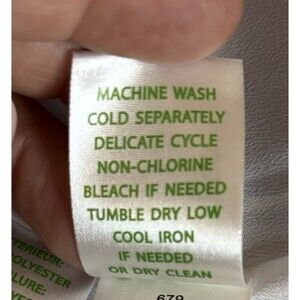 MACHINE WASH
COLD SEPARATELY
DELICATE CYCLE
NON-CHLORINE
BLEACH IF NEEDED
TUMBLE DRY LOW
COOL IRON
IF NEEDED
OR DRY CLEAN
679